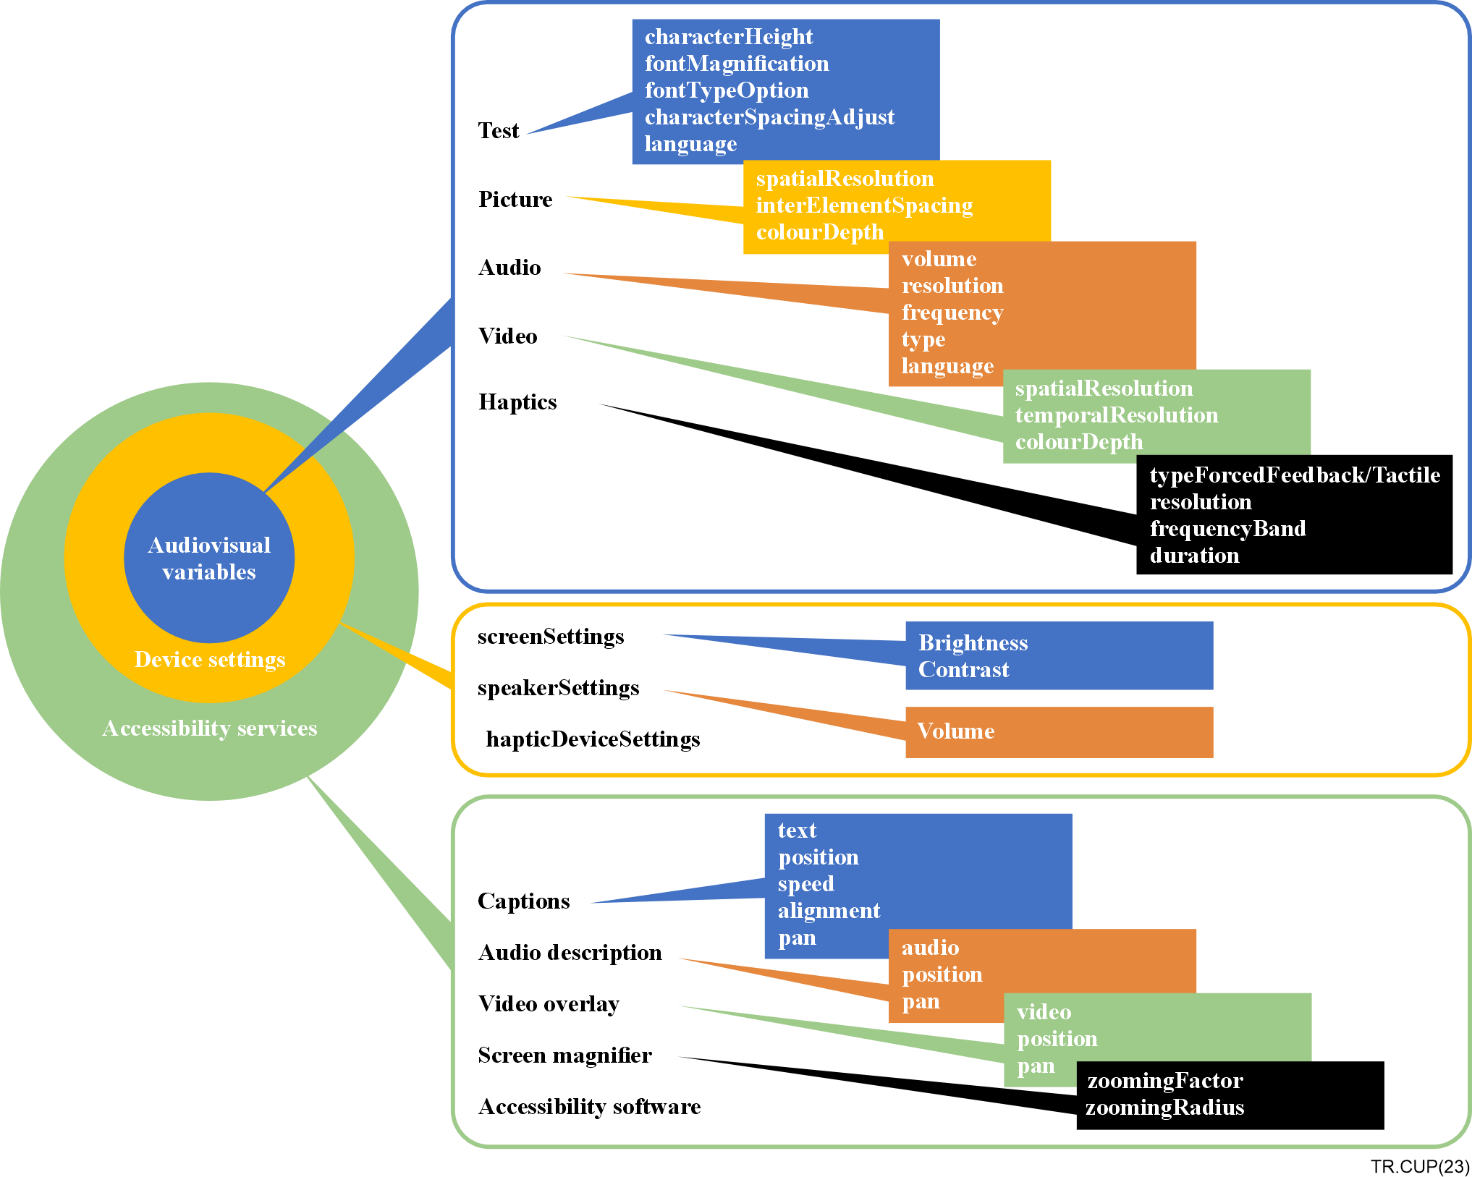 Audiovisual
variables
Device settings
Accessibility services
Test
characterHeight
fontMagnification
fontTypeOption
characterSpacingAdjust
language
Picture
spatialResolution
interElementSpacing
colourDepth
Audio
volume
resolution
frequency
type
language
Video
spatialResolution
temporalResolution
colourDepth
Haptics
typeForcedFeedback/Tactile
resolution
frequencyBand
duration
screenSettings
Brightness
Contrast
speakerSettings
Volume
hapticDeviceSettings
Captions
text
position
speed
alignment
pan
Audio description
audio
position
pan
Video overlay
video
position
pan
Screen magnifier
zoomingFactor
zoomingRadius
Accessibility software
TR.CUP(23)